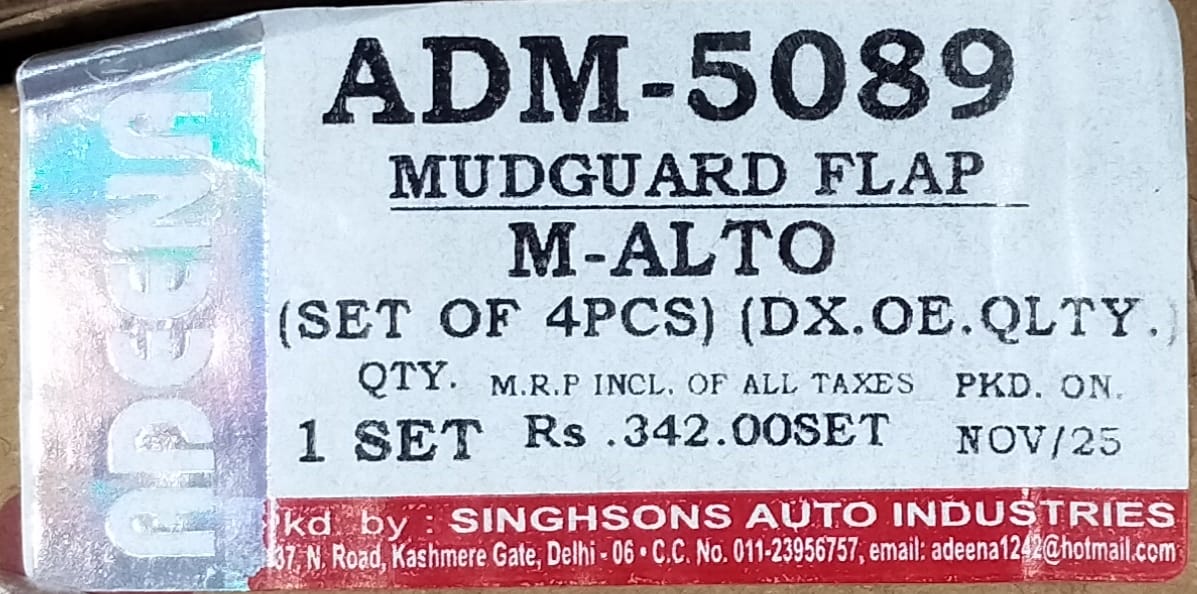 ADEENA
ADM-5089
MUDGUARD FLAP
M-ALTO
(SET OF 4PCS) (DX.OE.QLTY.)
QTY. M.R.P INCL. OF ALL TAXES PKD. ON.
1 SET Rs .342.00SET NOV/25
kd by : SINGHSONS AUTO INDUSTRIES
37, N. Road, Kashmere Gate, Delhi - 06 • C.C. No. 011-23956757, email: adeena1242@hotmail.com